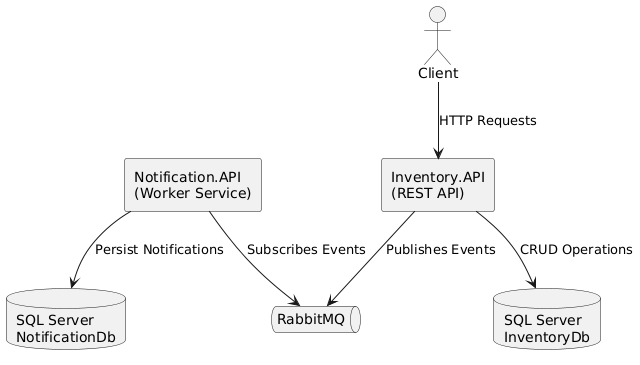 Client
HTTP Requests
Notification.API
(Worker Service)
Inventory.API
(REST API)
Persist Notifications
Subscribes Events
Publishes Events
CRUD Operations
SQL Server
NotificationDb
RabbitMQ
SQL Server
InventoryDb